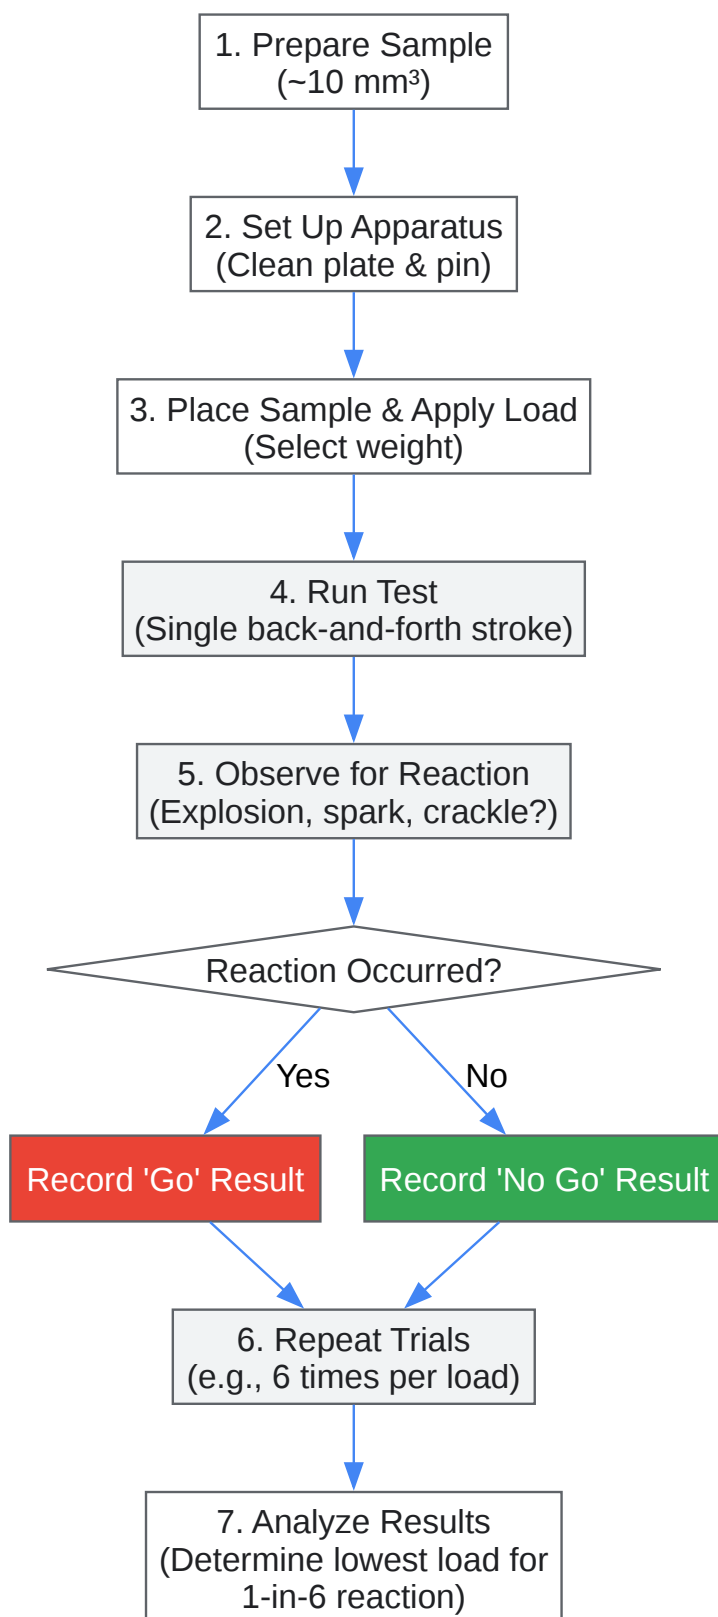 1. Prepare Sample
(~10 mm³)
2. Set Up Apparatus
(Clean plate & pin)
3. Place Sample & Apply Load
(Select weight)
4. Run Test
(Single back-and-forth stroke)
5. Observe for Reaction
(Explosion, spark, crackle?)
Reaction Occurred?
Yes
No
Record 'Go' Result
Record 'No Go' Result
6. Repeat Trials
(e.g., 6 times per load)
7. Analyze Results
(Determine lowest load for
1-in-6 reaction)